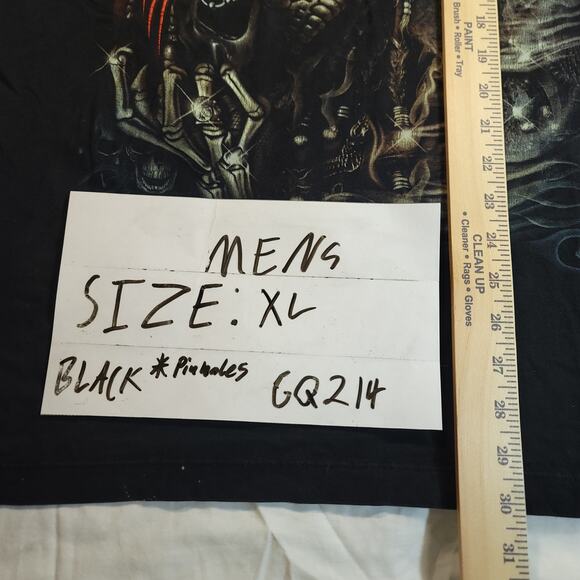 MENS
SIZE: XL
BLACK *Pinholes GQ214
PAINT
Brush • Roller • Tray
CLEAN UP
• Cleaner • Rags • Gloves
18
19
20
21
22
23
24
25
26
27
28
29
30
31